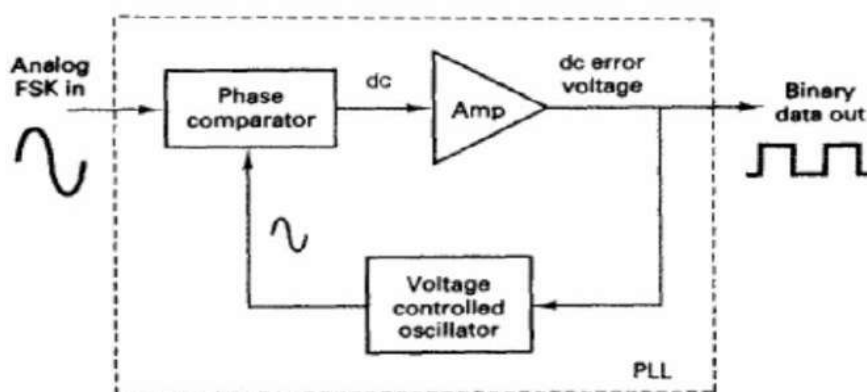 Analog
FSK in
Phase
comparator
dc
Amp
dc error
voltage
Binary
data out
Voltage
controlled
oscillator
PLL